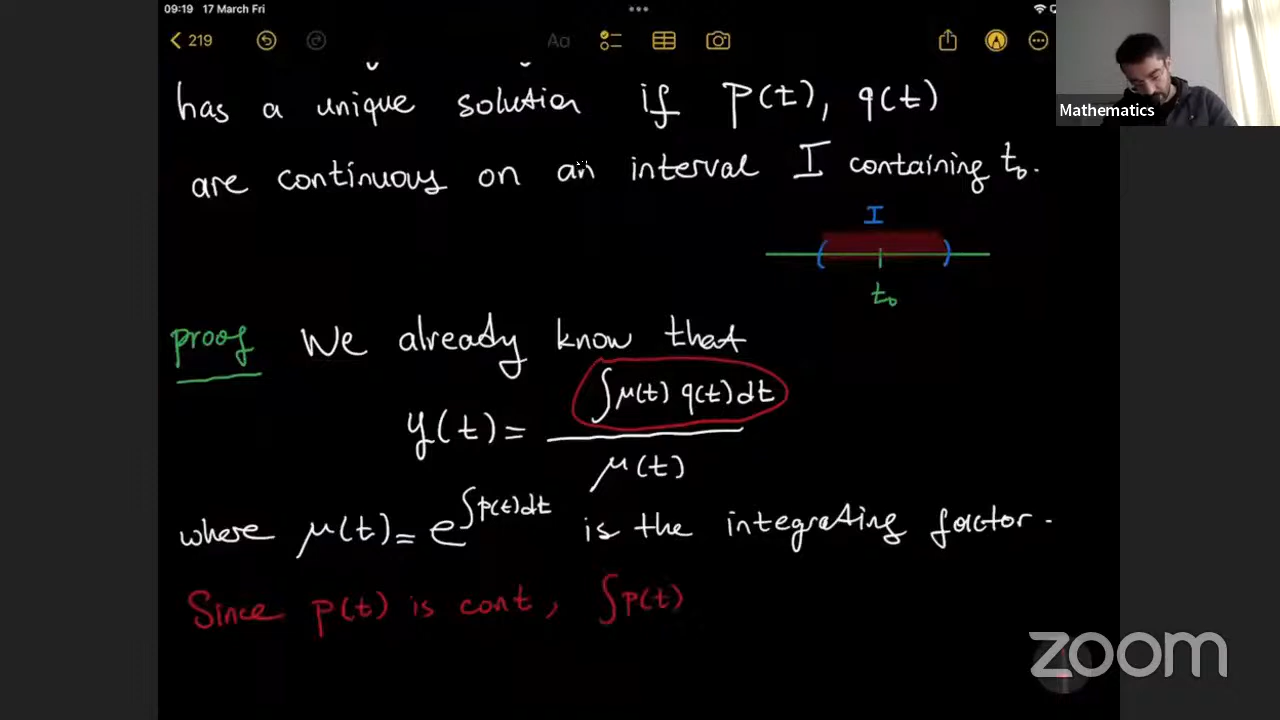 09:19 17 March Fri
219
Aa
Mathematics
has a unique solution if p(t), q(t)
are continuous on an interval I containing t₀.
I
t₀
proof We already know that
y(t) = ∫μ(t) q(t)dt / μ(t)
where μ(t) = e^∫p(t)dt is the integrating factor.
Since p(t) is cont, ∫p(t)
zoom